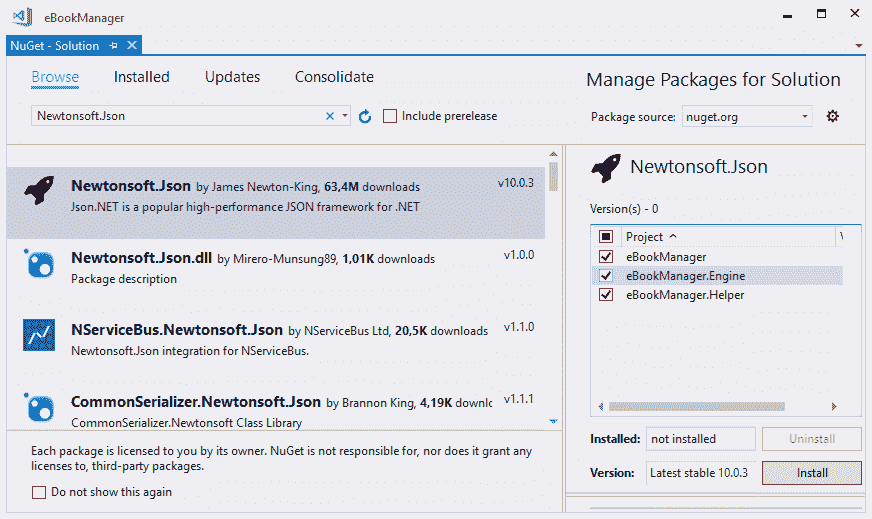 eBookManager
NuGet - Solution
Browse Installed Updates Consolidate
Manage Packages for Solution
Newtonsoft.Json
Include prerelease
Package source: nuget.org
Newtonsoft.Json by James Newton-King, 63,4M downloads v10.0.3
Json.NET is a popular high-performance JSON framework for .NET
Newtonsoft.Json.dll by Mirero-Munsung89, 1,01K downloads v1.0.0
Package description
NServiceBus.Newtonsoft.Json by NServiceBus Ltd, 20,5K downloads v1.1.0
Newtonsoft.Json integration for NServiceBus.
CommonSerializer.Newtonsoft.Json by Brannon King, 4,19K downlo v1.1.1
CommonSerializer.Newtonsoft Class Library
Each package is licensed to you by its owner. NuGet is not responsible for, nor does it grant any
licenses to, third-party packages.
Do not show this again
Newtonsoft.Json
Version(s) - 0
Project
eBookManager
eBookManager.Engine
eBookManager.Helper
Installed: not installed Uninstall
Version: Latest stable 10.0.3 Install